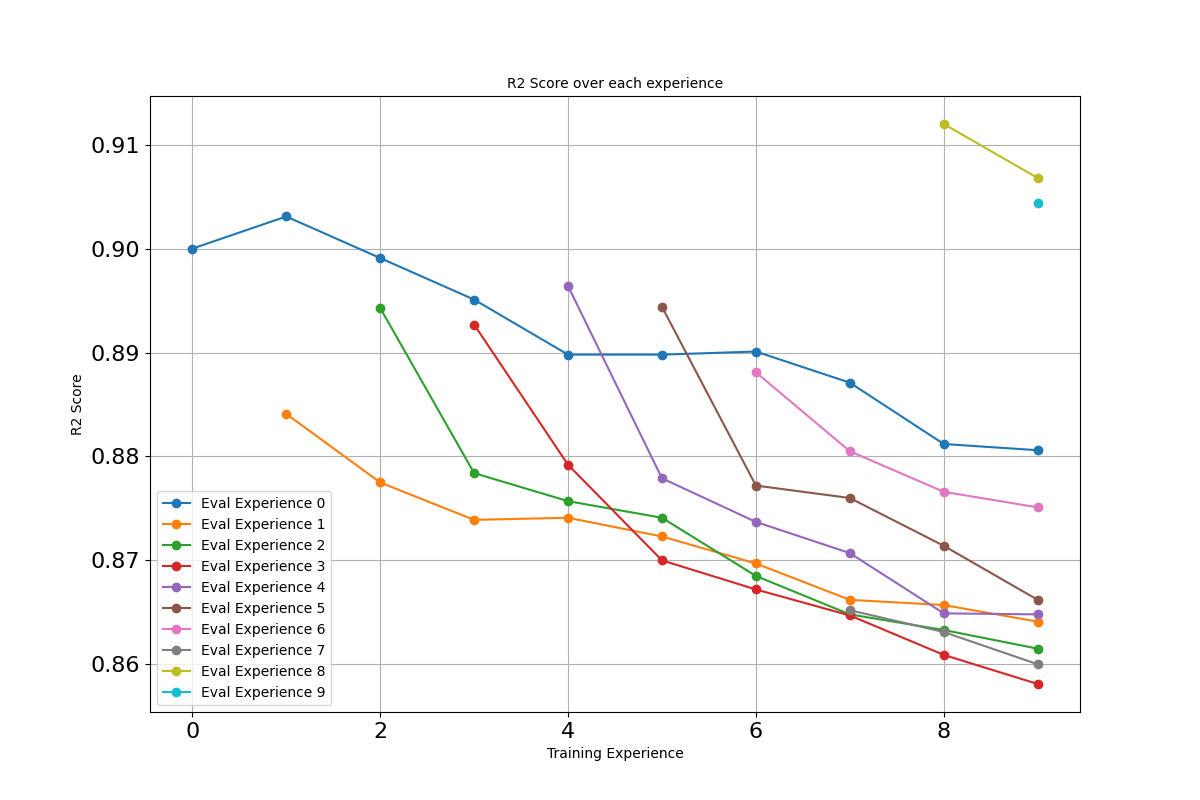 R2 Score over each experience
0.91
0.90
0.89
0.88
0.87
0.86
R2 Score
Eval Experience 0
Eval Experience 1
Eval Experience 2
Eval Experience 3
Eval Experience 4
Eval Experience 5
Eval Experience 6
Eval Experience 7
Eval Experience 8
Eval Experience 9
0 2 4 6 8
Training Experience